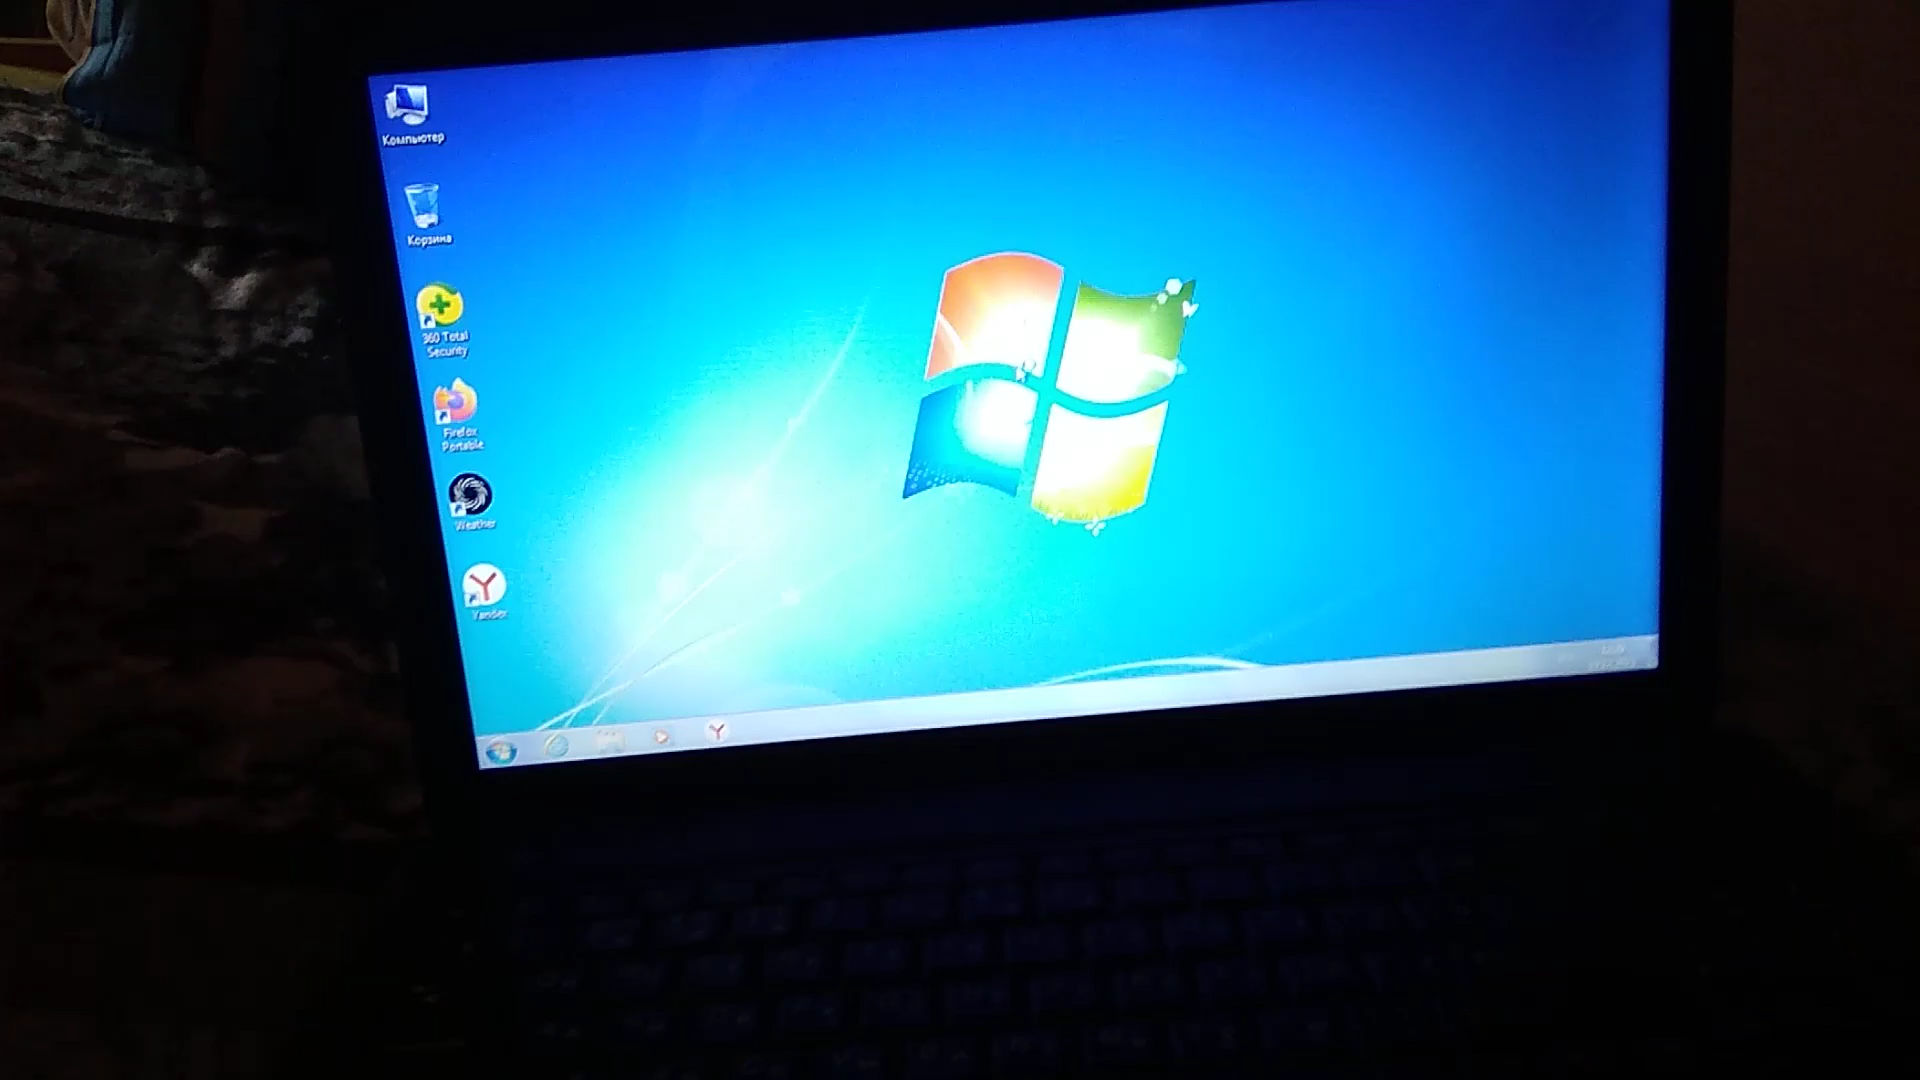 Компьютер
Корзина
360 Total
Security
Firefox
Portable
Weather
Yandex